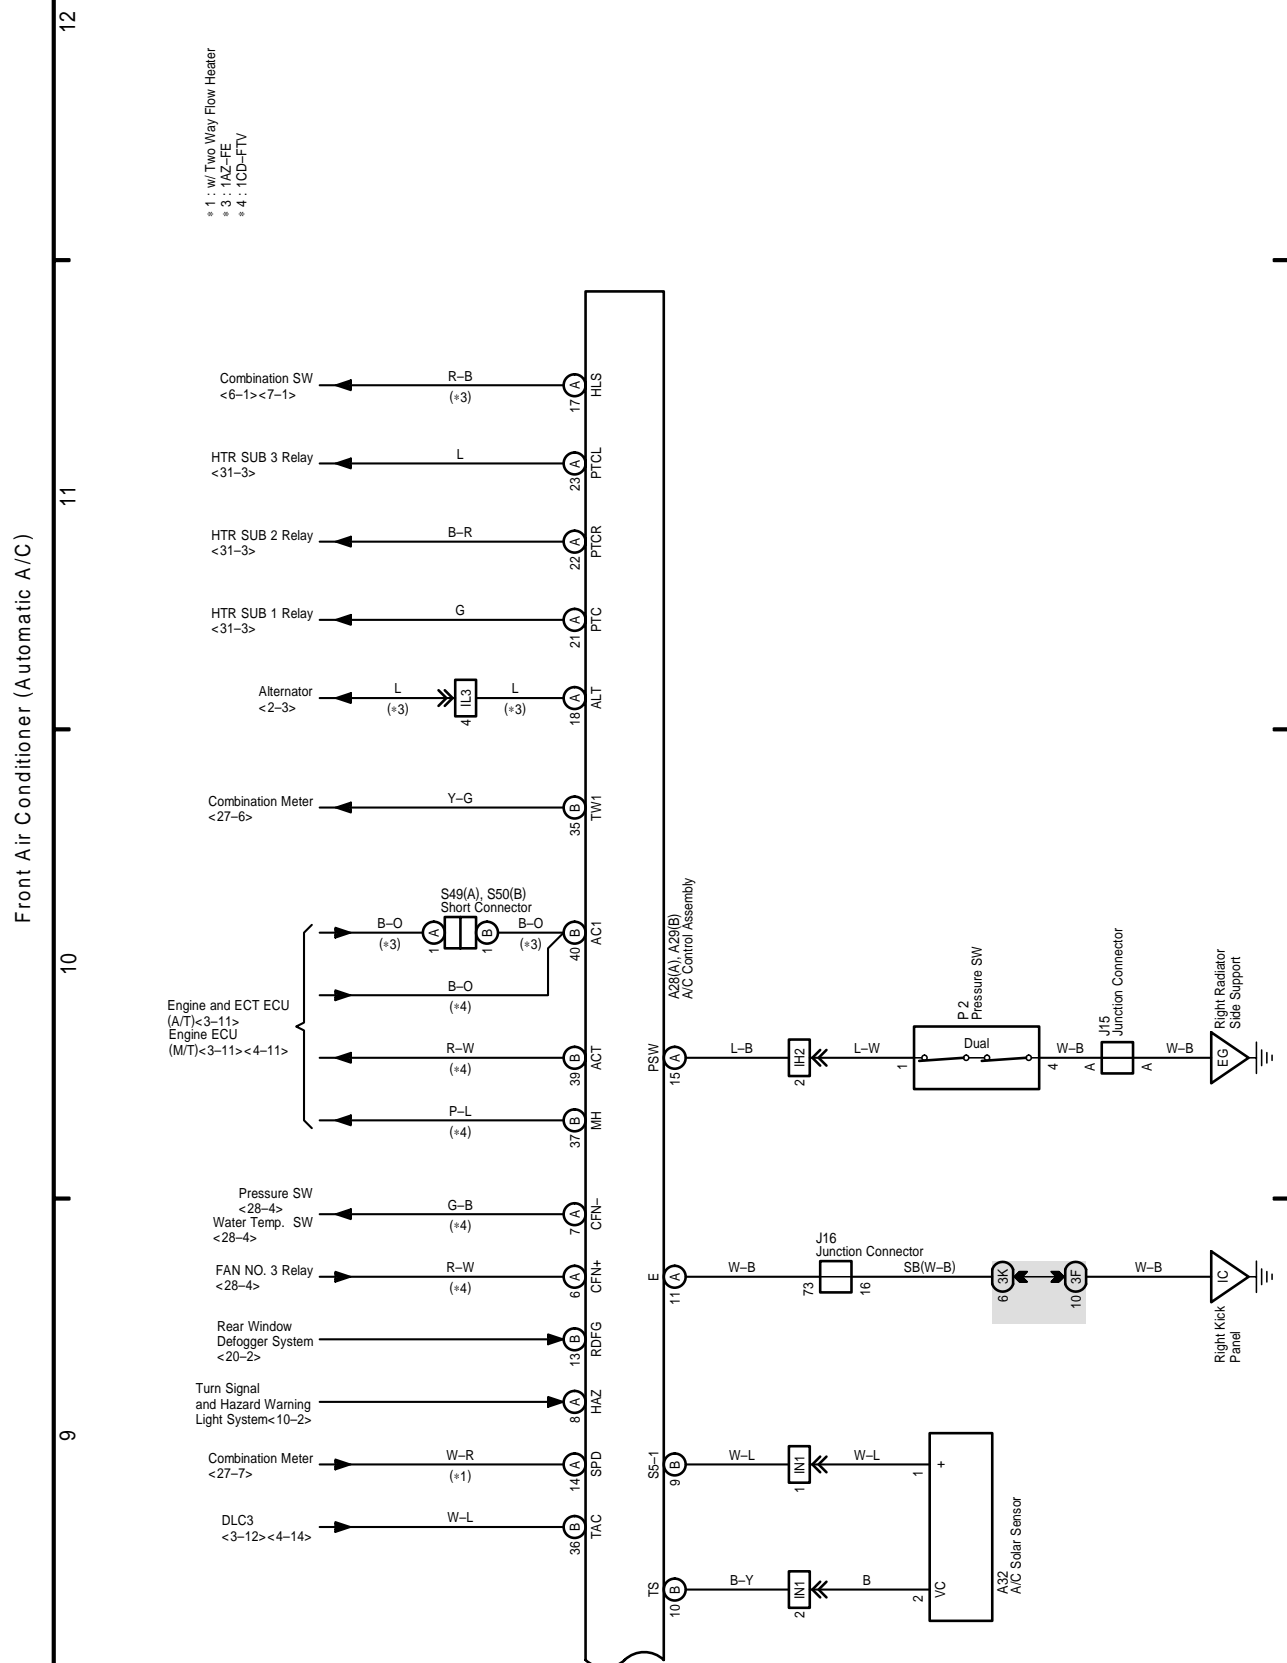 Front Air Conditioner (Automatic A/C)
12
11
10
9
* 1 : w/ Two Way Flow Heater
* 3 : 1AZ–FE
* 4 : 1CD–FTV
Combination SW
<6–1><7–1>
R–B
(*3)
17
A
HLS
HTR SUB 3 Relay
<31–3>
L
23
A
PTCL
HTR SUB 2 Relay
<31–3>
B–R
22
A
PTCR
HTR SUB 1 Relay
<31–3>
G
21
A
PTC
Alternator
<2–3>
L
(*3)
4
IL3
L
(*3)
18
A
ALT
Combination Meter
<27–6>
Y–G
35
B
TW1
S49(A), S50(B)
Short Connector
B–O
(*3)
1
A
1
B
B–O
(*3)
40
B
AC1
B–O
(*4)
Engine and ECT ECU
(A/T)<3–11>
Engine ECU
(M/T)<3–11><4–11>
R–W
(*4)
39
B
ACT
P–L
(*4)
37
B
MH
Pressure SW
<28–4>
Water Temp. SW
<28–4>
G–B
(*4)
7
A
CFN–
FAN NO. 3 Relay
<28–4>
R–W
(*4)
6
A
CFN+
Rear Window
Defogger System
<20–2>
13
B
RDFG
Turn Signal
and Hazard Warning
Light System<10–2>
8
A
HAZ
Combination Meter
<27–7>
W–R
(*1)
14
A
SPD
DLC3
<3–12><4–14>
W–L
36
B
TAC
A28(A), A29(B)
A/C Control Assembly
PSW
15
A
L–B
2
IH2
L–W
1
P 2
Pressure SW
Dual
4
W–B
A
J15
Junction Connector
A
W–B
EG
Right Radiator
Side Support
E
11
A
W–B
73
J16
Junction Connector
16
SB(W–B)
6
3K
10
3F
W–B
IC
Right Kick
Panel
S5–1
9
B
W–L
1
IN1
W–L
1
+
TS
10
B
B–Y
2
IN1
B
2
VC
A32
A/C Solar Sensor